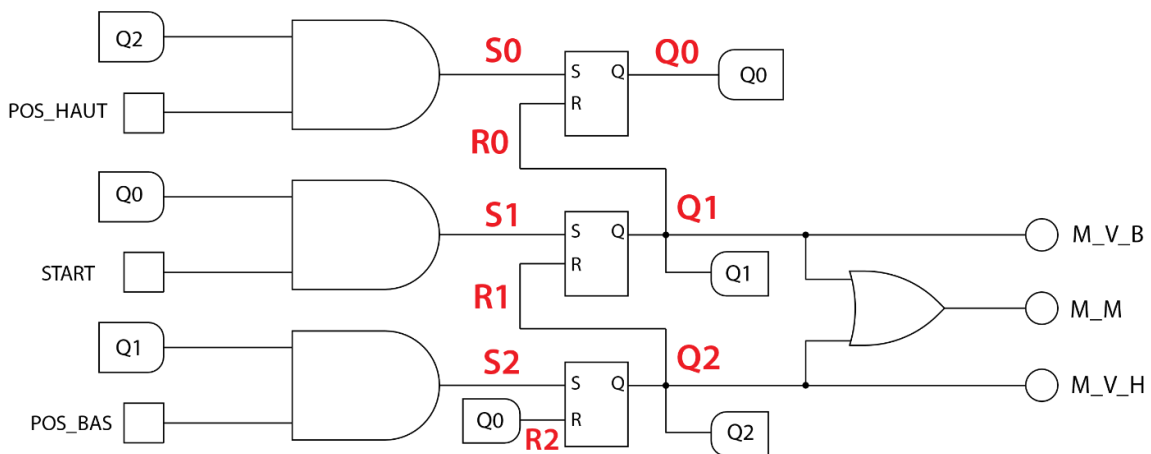 Q2
S0
Q0
S Q
Q0
POS_HAUT
R
R0
Q0
S1
Q1
S Q
M_V_B
START
R
Q1
R1
M_M
Q1
S2
Q2
S Q
M_V_H
POS_BAS
Q0
R
R2
Q2